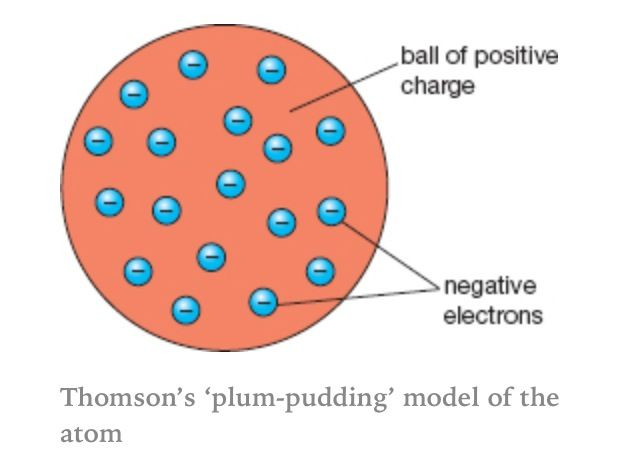 ball of positive
charge
negative
electrons
Thomson’s ‘plum-pudding’ model of the
atom